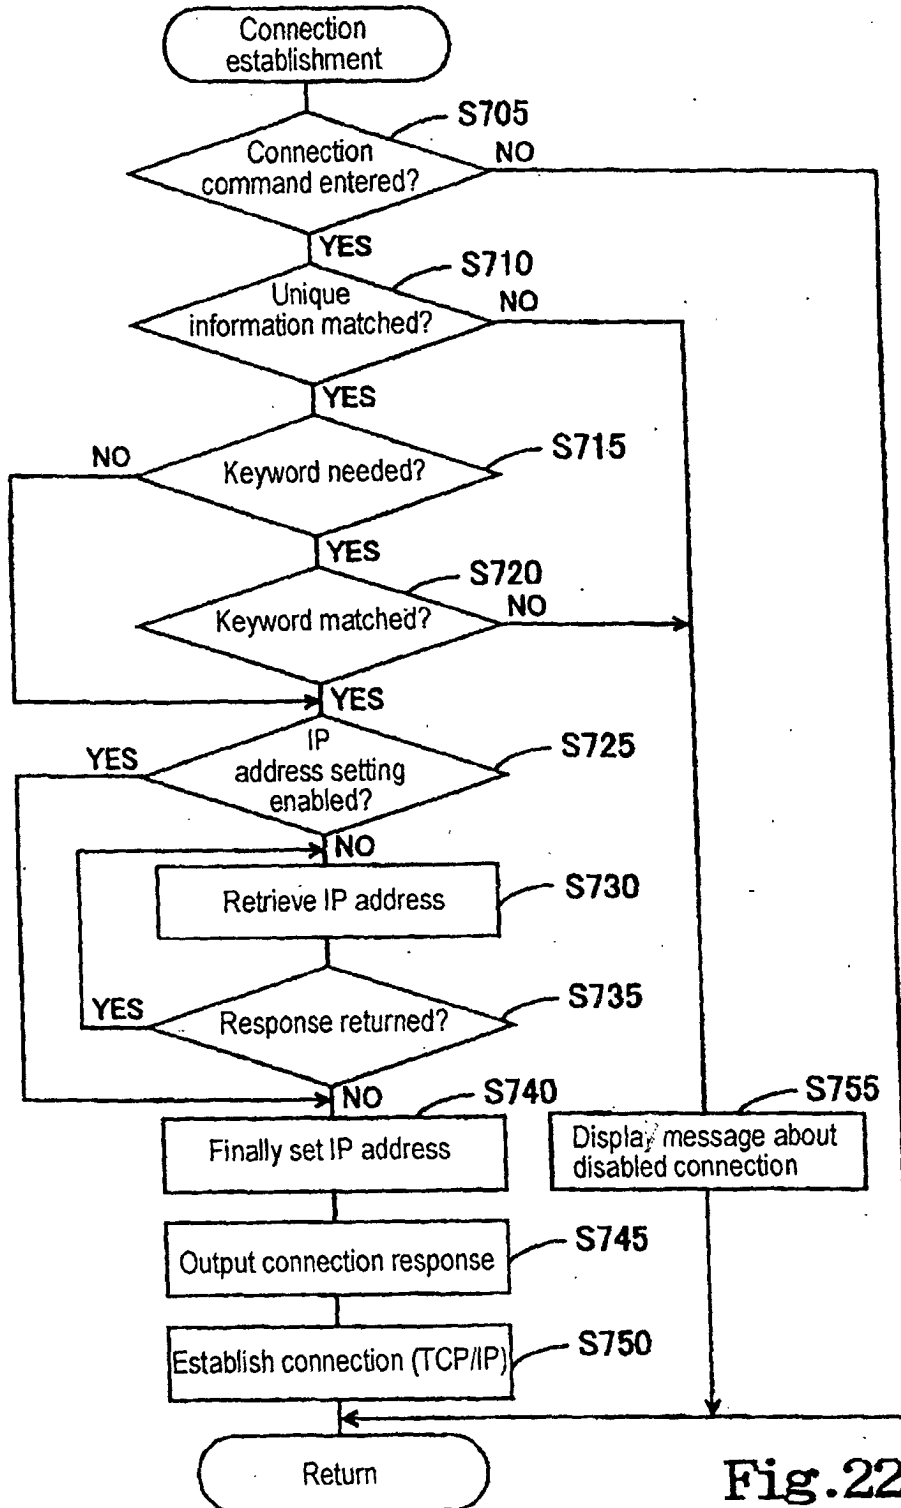 Connection
establishment
S705
Connection
command entered?
NO
YES
S710
Unique
information matched?
NO
YES
S715
NO
Keyword needed?
YES
S720
Keyword matched?
NO
YES
IP
address setting
enabled?
S725
YES
NO
Retrieve IP address
S730
YES
Response returned?
S735
NO
S740
Finally set IP address
S755
Display message about
disabled connection
Output connection response
S745
Establish connection (TCP/IP)
S750
Return
Fig.22